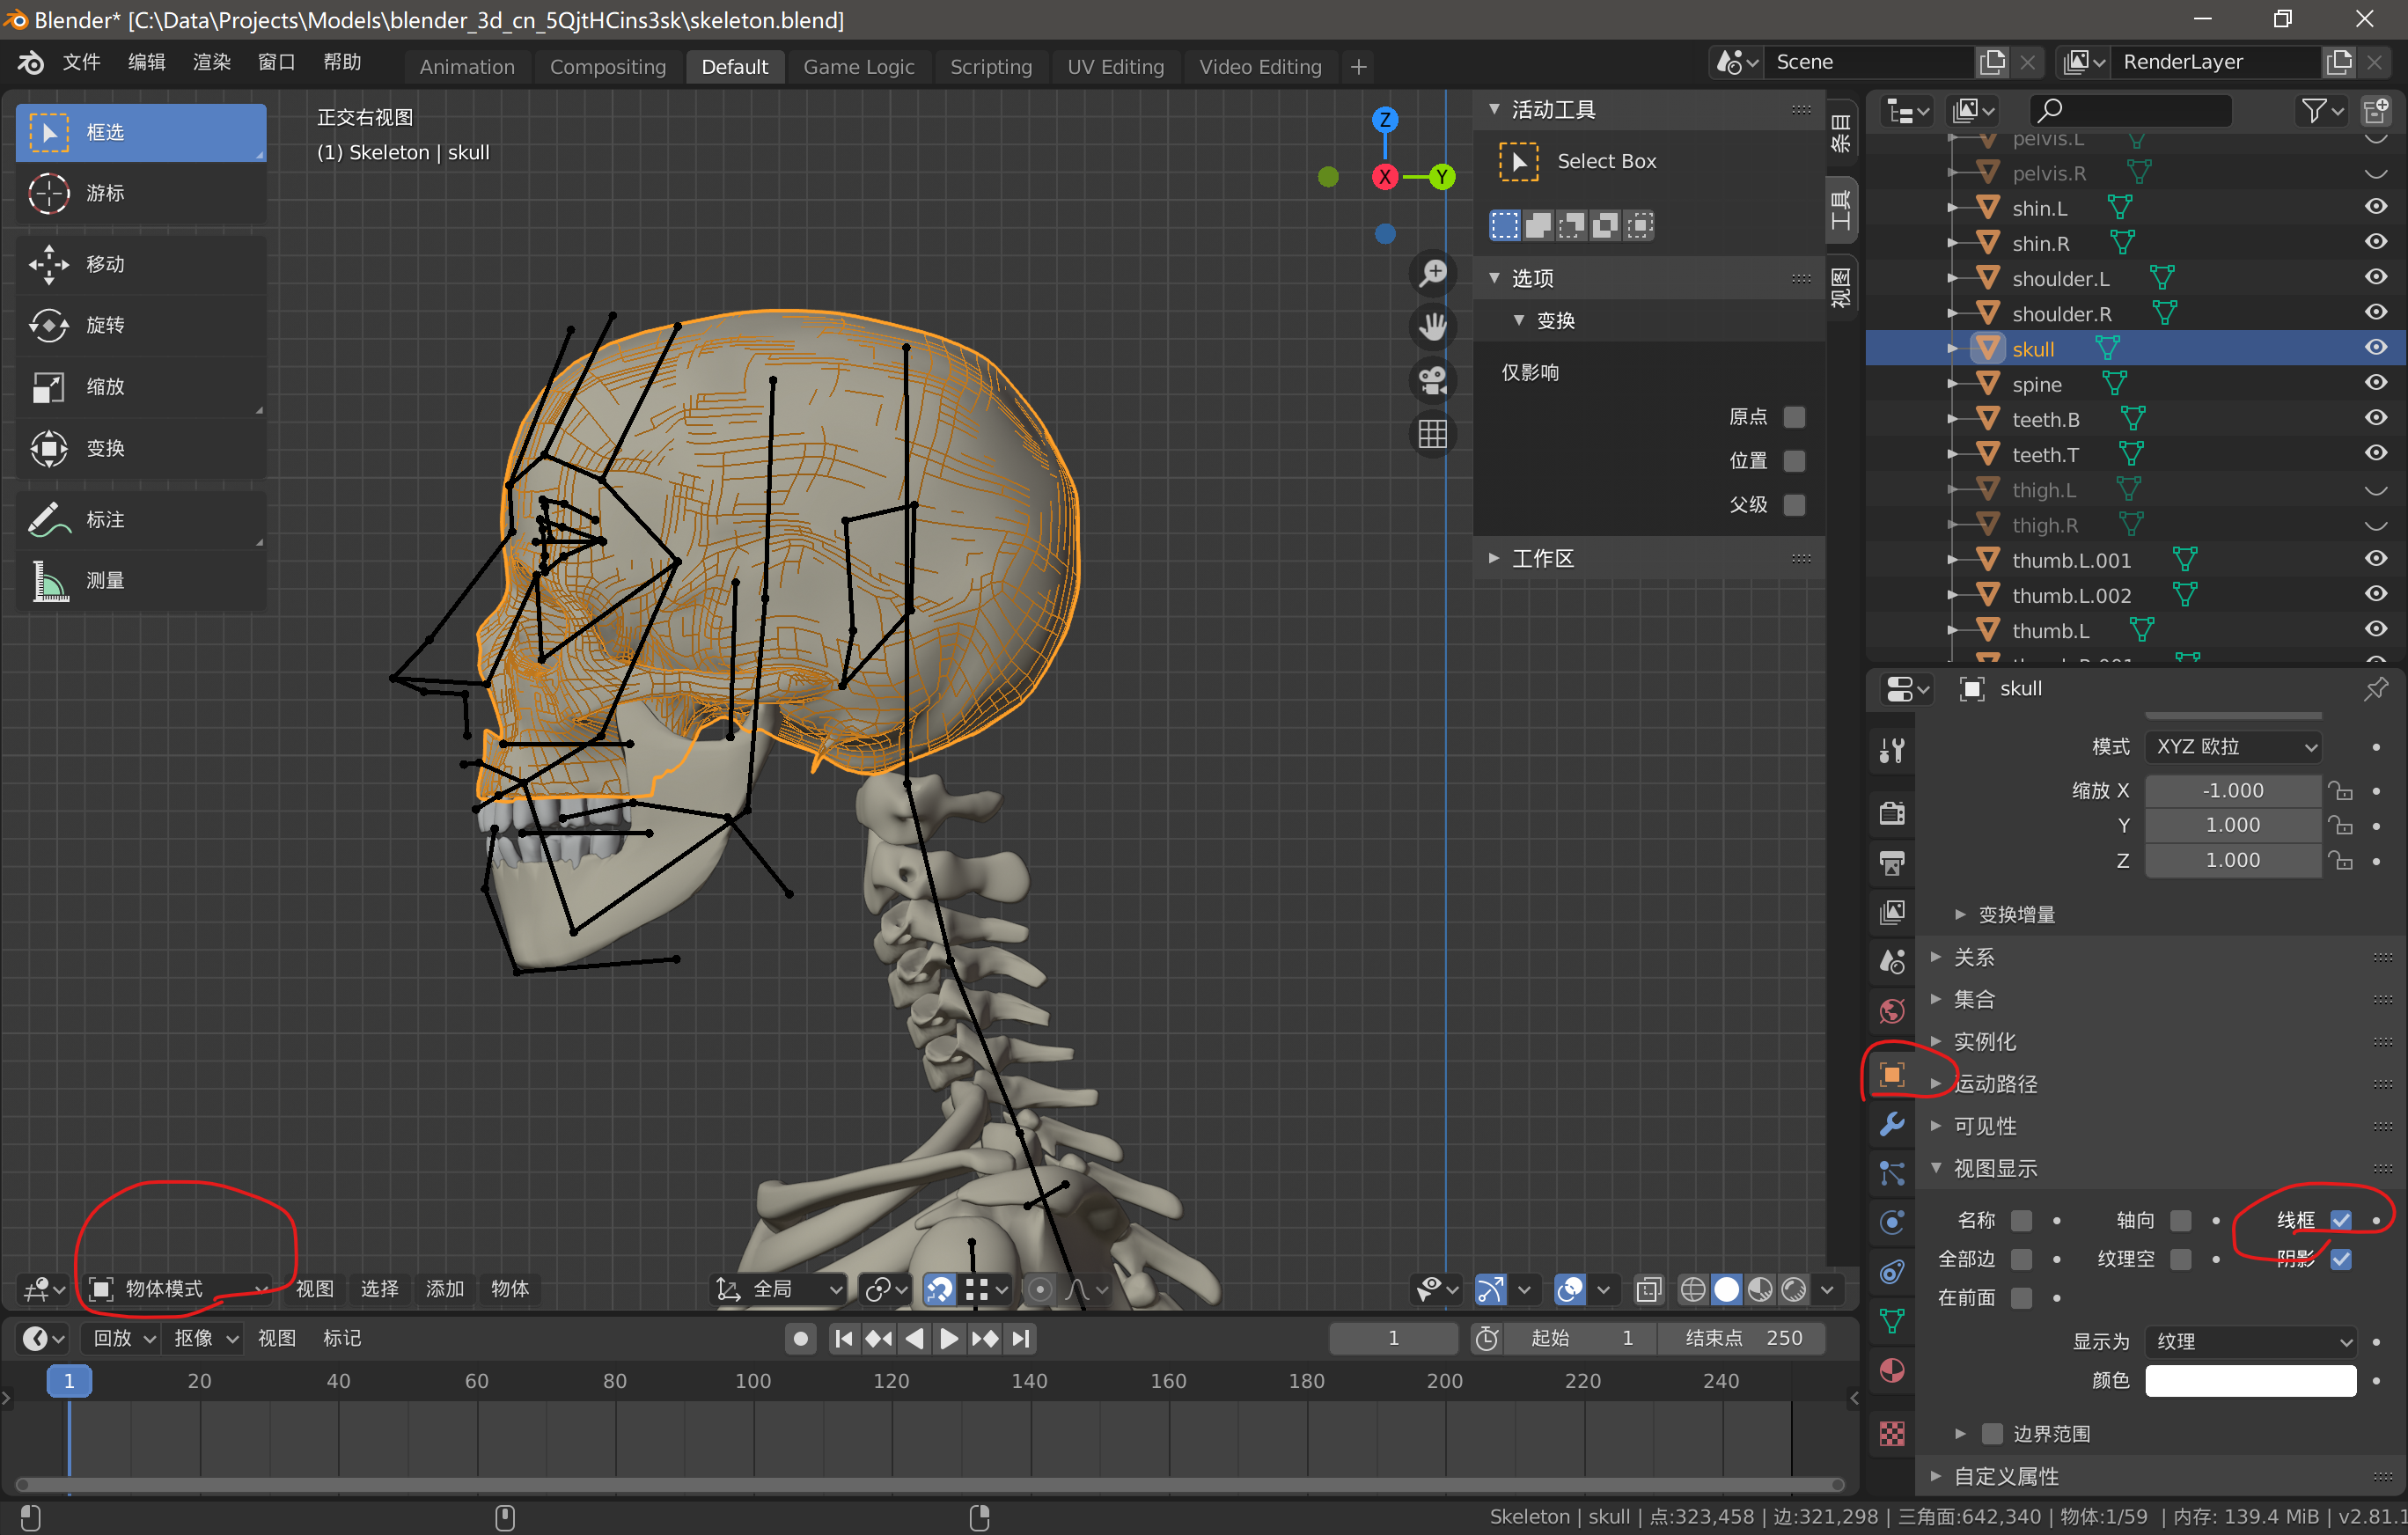 Blender* [C:\Data\Projects\Models\blender_3d_cn_5QjtHCins3sk\skeleton.blend]
文件 编辑 渲染 窗口 帮助 Animation Compositing Default Game Logic Scripting UV Editing Video Editing + Scene RenderLayer
框选
游标
移动
旋转
缩放
变换
标注
测量
正交右视图
(1) Skeleton | skull
Z
X
Y
活动工具
Select Box
选项
变换
仅影响
原点
位置
父级
工作区
条目
工具
视图
pelvis.L
pelvis.R
shin.L
shin.R
shoulder.L
shoulder.R
skull
spine
teeth.B
teeth.T
thigh.L
thigh.R
thumb.L.001
thumb.L.002
thumb.L
skull
模式 XYZ 欧拉
缩放 X -1.000
Y 1.000
Z 1.000
变换增量
关系
集合
实例化
运动路径
可见性
视图显示
名称 轴向 线框
全部边 纹理空 阴影
在前面
显示为 纹理
颜色
边界范围
自定义属性
物体模式 视图 选择 添加 物体 全局
回放 抠像 视图 标记 1 起始 1 结束点 250
1 20 40 60 80 100 120 140 160 180 200 220 240
Skeleton | skull | 点:323,458 | 边:321,298 | 三角面:642,340 | 物体:1/59 | 内存: 139.4 MiB | v2.81.1